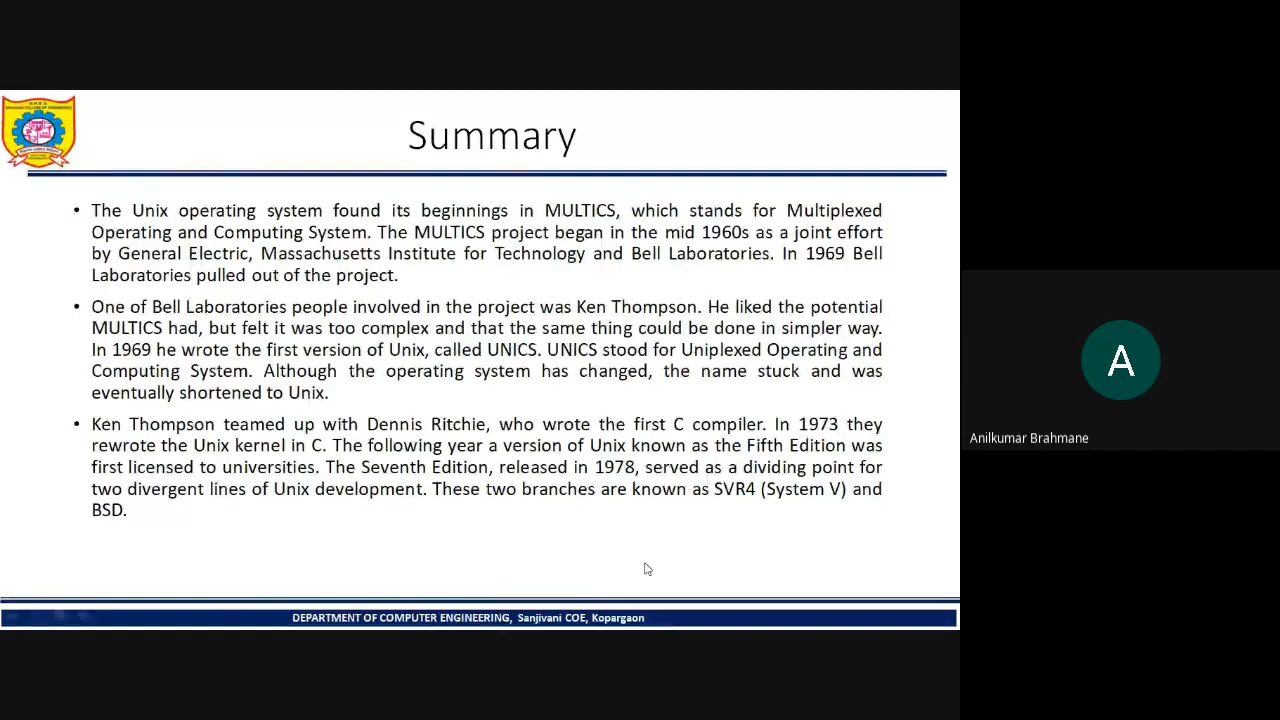 Summary
• The Unix operating system found its beginnings in MULTICS, which stands for Multiplexed
Operating and Computing System. The MULTICS project began in the mid 1960s as a joint effort
by General Electric, Massachusetts Institute for Technology and Bell Laboratories. In 1969 Bell
Laboratories pulled out of the project.
• One of Bell Laboratories people involved in the project was Ken Thompson. He liked the potential
MULTICS had, but felt it was too complex and that the same thing could be done in simpler way.
In 1969 he wrote the first version of Unix, called UNICS. UNICS stood for Uniplexed Operating and
Computing System. Although the operating system has changed, the name stuck and was
eventually shortened to Unix.
• Ken Thompson teamed up with Dennis Ritchie, who wrote the first C compiler. In 1973 they
rewrote the Unix kernel in C. The following year a version of Unix known as the Fifth Edition was
first licensed to universities. The Seventh Edition, released in 1978, served as a dividing point for
two divergent lines of Unix development. These two branches are known as SVR4 (System V) and
BSD.
DEPARTMENT OF COMPUTER ENGINEERING, Sanjivani COE, Kopargaon
A
Anilkumar Brahmane